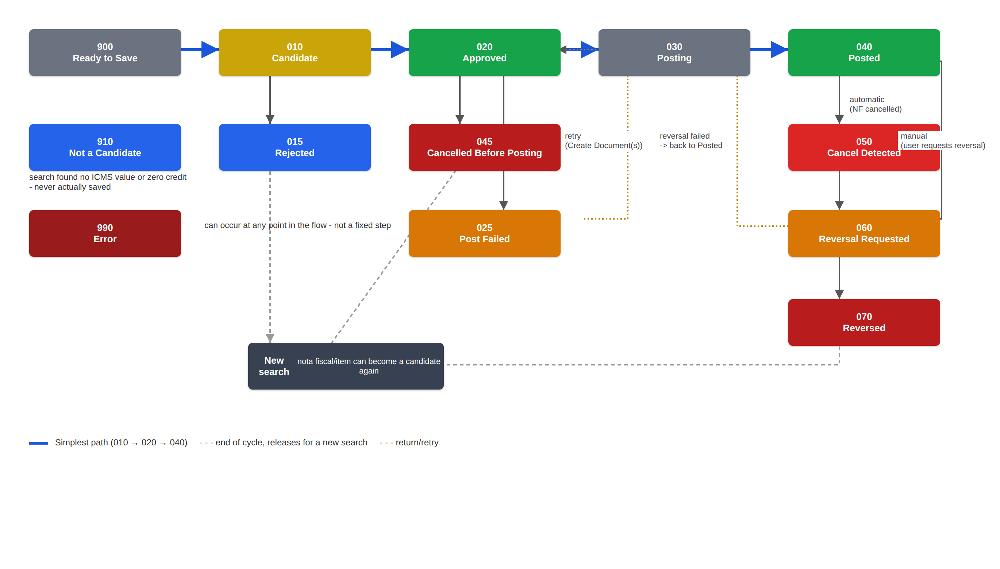 900
Ready to Save
010
Candidate
020
Approved
030
Posting
040
Posted
automatic
(NF cancelled)
910
Not a Candidate
015
Rejected
045
Cancelled Before Posting
retry
(Create Document(s))
reversal failed
-> back to Posted
050
Cancel Detected
manual
(user requests reversal)
search found no ICMS value or zero credit
- never actually saved
990
Error
can occur at any point in the flow - not a fixed step
025
Post Failed
060
Reversal Requested
070
Reversed
New
search
nota fiscal/item can become a candidate
again
Simplest path (010 → 020 → 040)
- - - end of cycle, releases for a new search
- - - return/retry